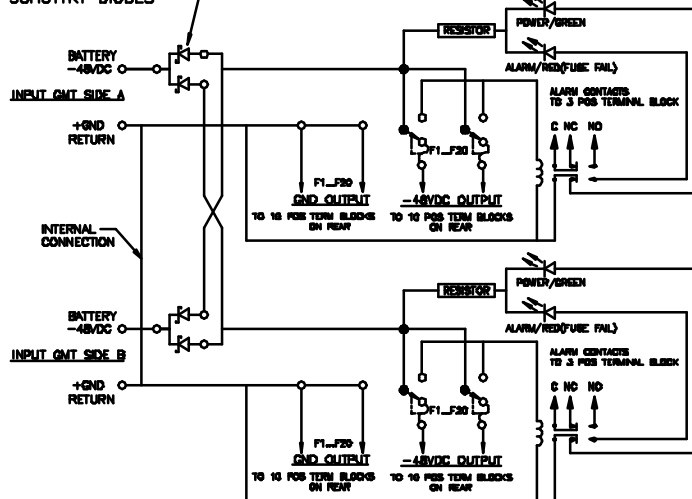 SCHOTTKY DIODES
BATTERY
-48VDC
INPUT GMT SIDE A
+GND
RETURN
INTERNAL
CONNECTION
F1...F20
GND OUTPUT
TO 16 POS TERM BLOCKS
ON REAR
RESISTOR
POWER/GREEN
ALARM/RED(FUSE FAIL)
ALARM CONTACTS
TO 3 POS TERMINAL BLOCK
C NC NO
F1...F20
-48VDC OUTPUT
TO 16 POS TERM BLOCKS
ON REAR
BATTERY
-48VDC
INPUT GMT SIDE B
+GND
RETURN
F1...F20
GND OUTPUT
TO 16 POS TERM BLOCKS
ON REAR
RESISTOR
POWER/GREEN
ALARM/RED(FUSE FAIL)
ALARM CONTACTS
TO 3 POS TERMINAL BLOCK
C NC NO
F1...F20
-48VDC OUTPUT
TO 16 POS TERM BLOCKS
ON REAR